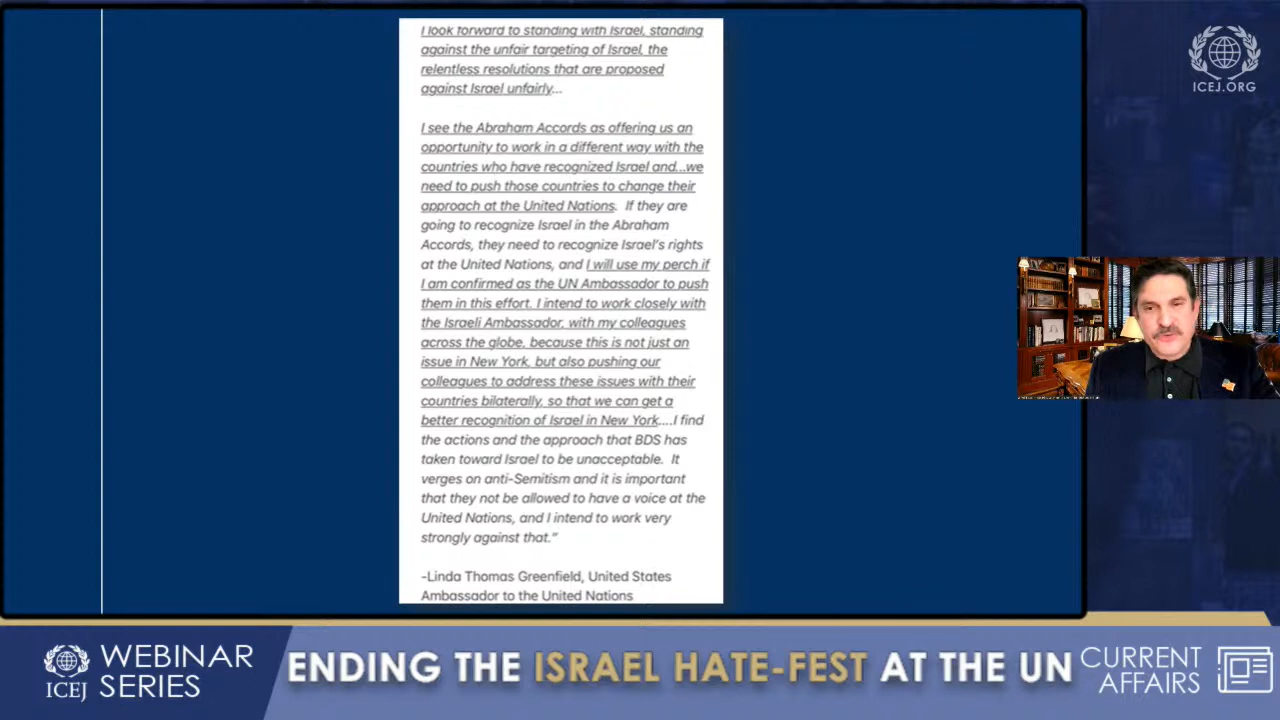 I look forward to standing with Israel, standing
against the unfair targeting of Israel, the
relentless resolutions that are proposed
against Israel unfairly...
I see the Abraham Accords as offering us an
opportunity to work in a different way with the
countries who have recognized Israel and...we
need to push those countries to change their
approach at the United Nations.  If they are
going to recognize Israel in the Abraham
Accords, they need to recognize Israel's rights
at the United Nations, and I will use my perch if
I am confirmed as the UN Ambassador to push
them in this effort. I intend to work closely with
the Israeli Ambassador, with my colleagues
across the globe, because this is not just an
issue in New York, but also pushing our
colleagues to address these issues with their
countries bilaterally, so that we can get a
better recognition of Israel in New York....I find
the actions and the approach that BDS has
taken toward Israel to be unacceptable.  It
verges on anti-Semitism and it is important
that they not be allowed to have a voice at the
United Nations, and I intend to work very
strongly against that."
-Linda Thomas Greenfield, United States
Ambassador to the United Nations
ICEJ.ORG
ICEJ
WEBINAR
SERIES
ENDING THE ISRAEL HATE-FEST AT THE UN
CURRENT
AFFAIRS